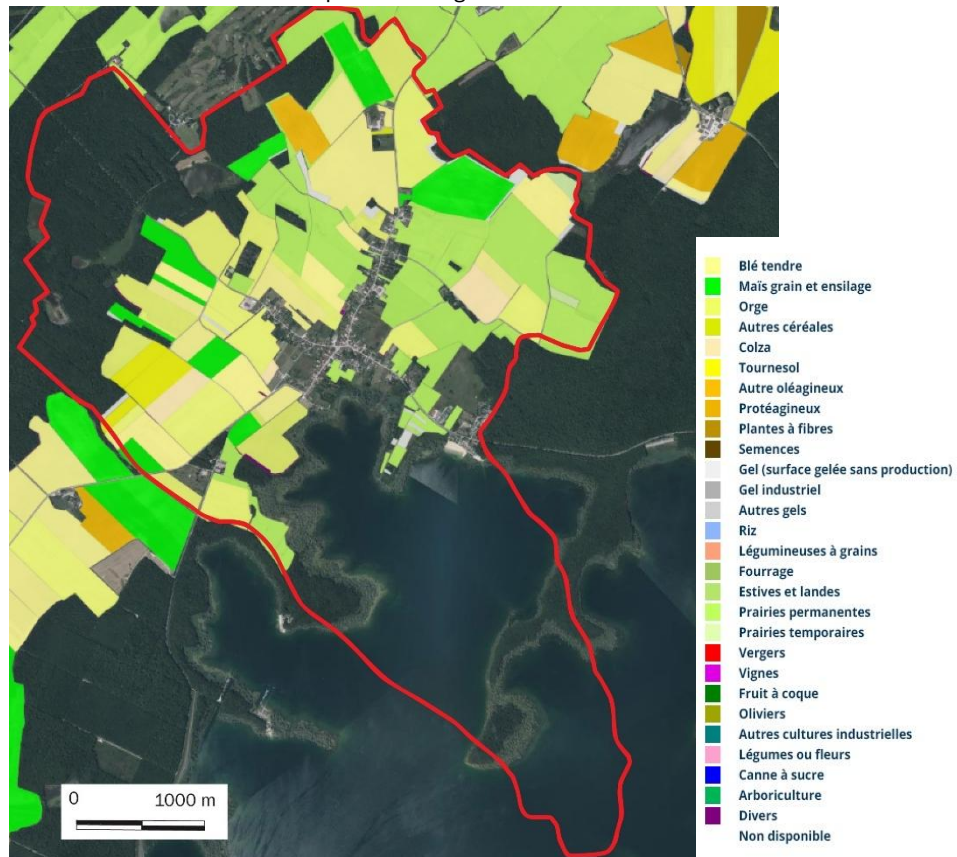 0 1000 m
Blé tendre
Maïs grain et ensilage
Orge
Autres céréales
Colza
Tournesol
Autre oléagineux
Protéagineux
Plantes à fibres
Semences
Gel (surface gelée sans production)
Gel industriel
Autres gels
Riz
Légumineuses à grains
Fourrage
Estives et landes
Prairies permanentes
Prairies temporaires
Vergers
Vignes
Fruit à coque
Oliviers
Autres cultures industrielles
Légumes ou fleurs
Canne à sucre
Arboriculture
Divers
Non disponible